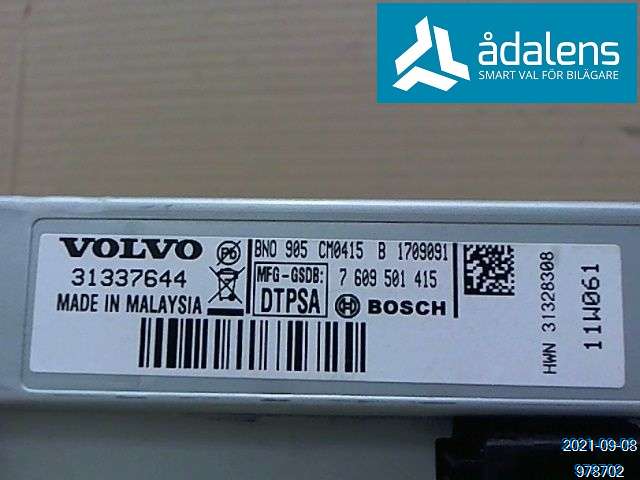 ådalens
SMART VAL FÖR BILÄGARE
VOLVO
31337644
MADE IN MALAYSIA
Pb
BNO 905 CM0415 B 1709091
MFG-GSDB:
DTPSA
7 609 501 415
BOSCH
HWN 31328308
11W061
2021-09-08
978702